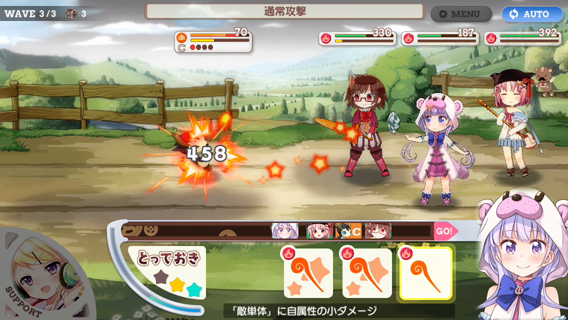 WAVE 3/3 3
通常攻撃
MENU
AUTO
70
C
330
187
392
458
C
GO!
とっておき
SUPPORT
「敵単体」に自属性の小ダメージ